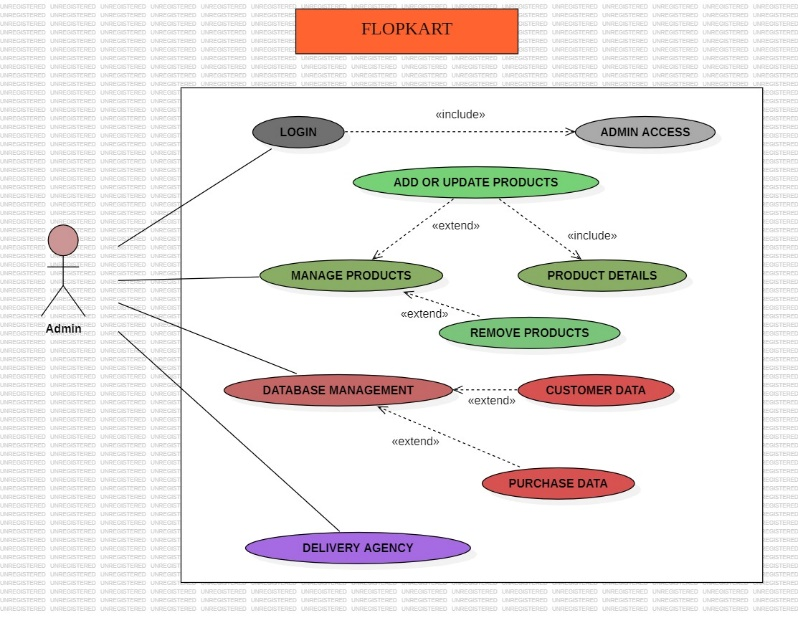 FLOPKART
«include»
LOGIN
ADMIN ACCESS
ADD OR UPDATE PRODUCTS
«extend»
«include»
MANAGE PRODUCTS
PRODUCT DETAILS
«extend»
Admin
REMOVE PRODUCTS
DATABASE MANAGEMENT
CUSTOMER DATA
«extend»
«extend»
PURCHASE DATA
DELIVERY AGENCY
UNREGISTERED